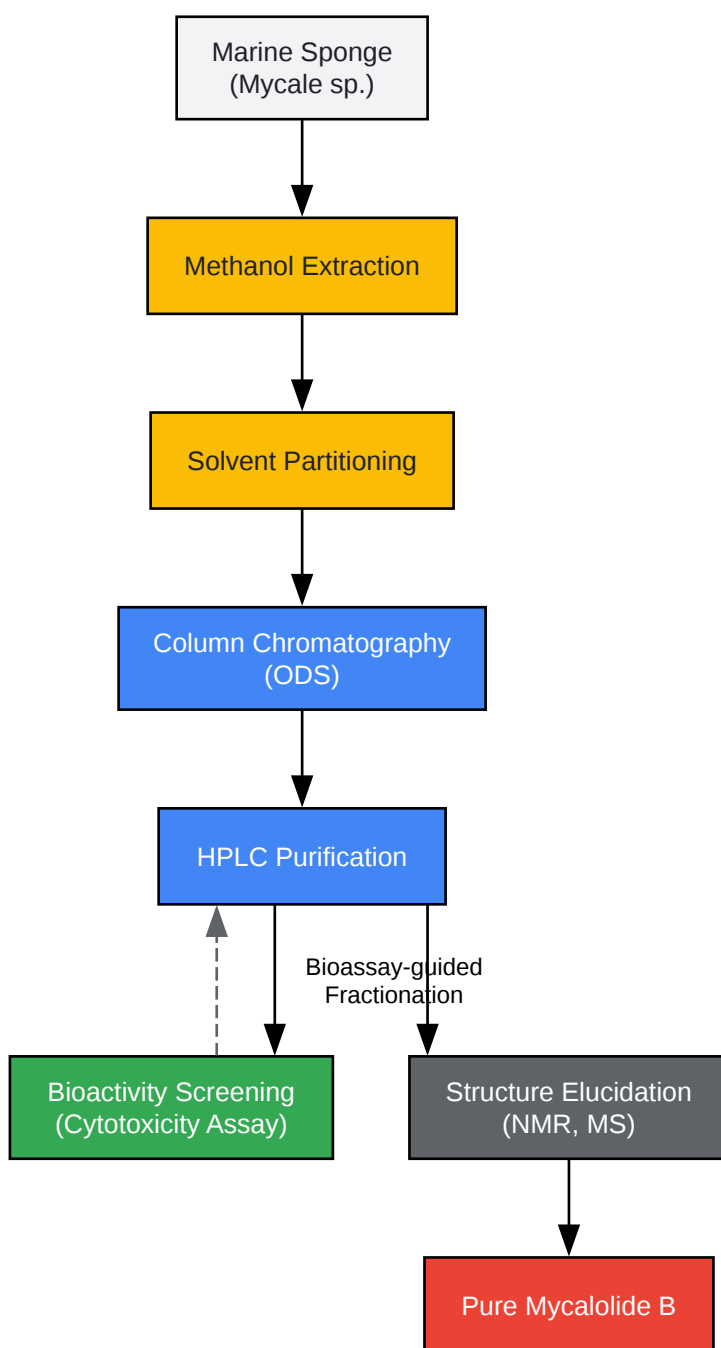 Marine Sponge
(Mycale sp.)
Methanol Extraction
Solvent Partitioning
Column Chromatography
(ODS)
HPLC Purification
Bioassay-guided
Fractionation
Bioactivity Screening
(Cytotoxicity Assay)
Structure Elucidation
(NMR, MS)
Pure Mycalolide B